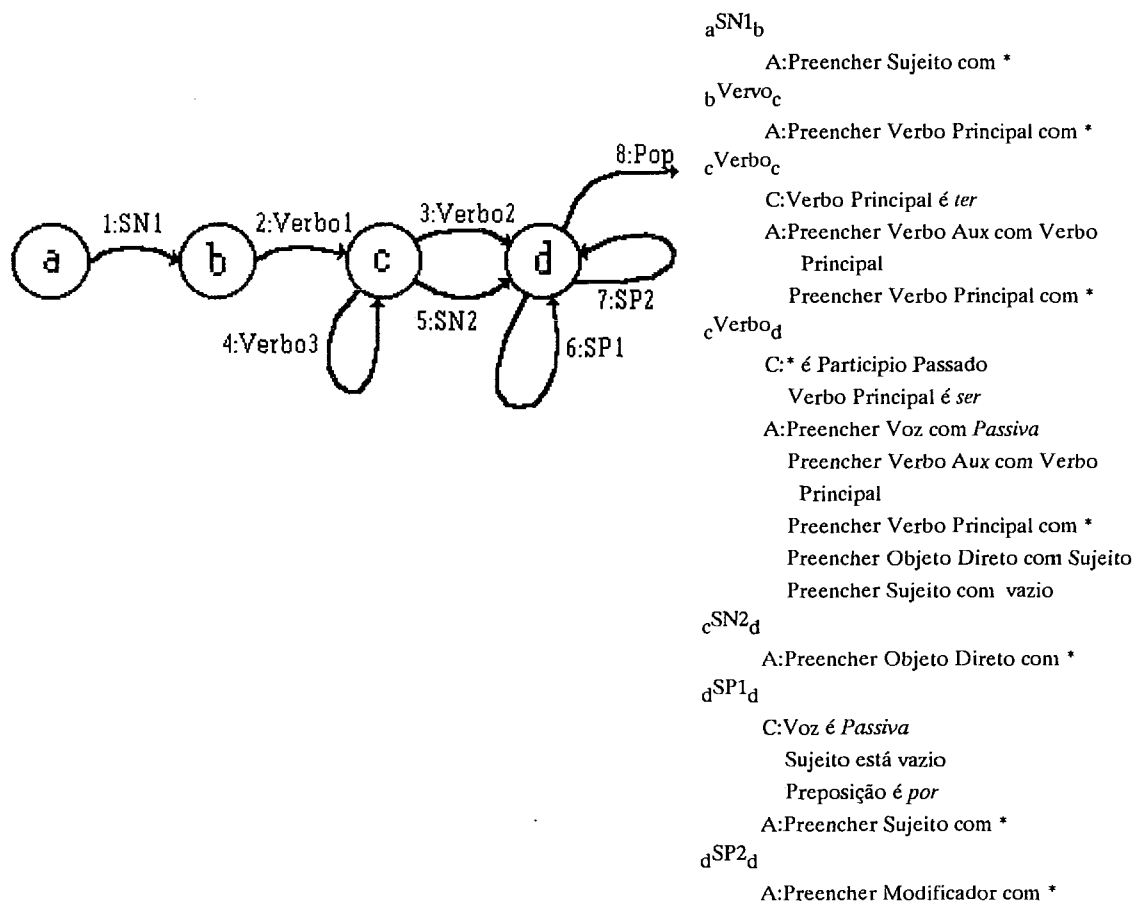 a
1:SN1
b
2:Verbo1
c
3:Verbo2
d
8:Pop
4:Verbo3
5:SN2
6:SP1
7:SP2
aSN1b
A:Preencher Sujeito com *
bVervoc
A:Preencher Verbo Principal com *
cVerboc
C:Verbo Principal é ter
A:Preencher Verbo Aux com Verbo
Principal
Preencher Verbo Principal com *
cVerbod
C:* é Participio Passado
Verbo Principal é ser
A:Preencher Voz com Passiva
Preencher Verbo Aux com Verbo
Principal
Preencher Verbo Principal com *
Preencher Objeto Direto com Sujeito
Preencher Sujeito com vazio
cSN2d
A:Preencher Objeto Direto com *
dSP1d
C:Voz é Passiva
Sujeito está vazio
Preposição é por
A:Preencher Sujeito com *
dSP2d
A:Preencher Modificador com *